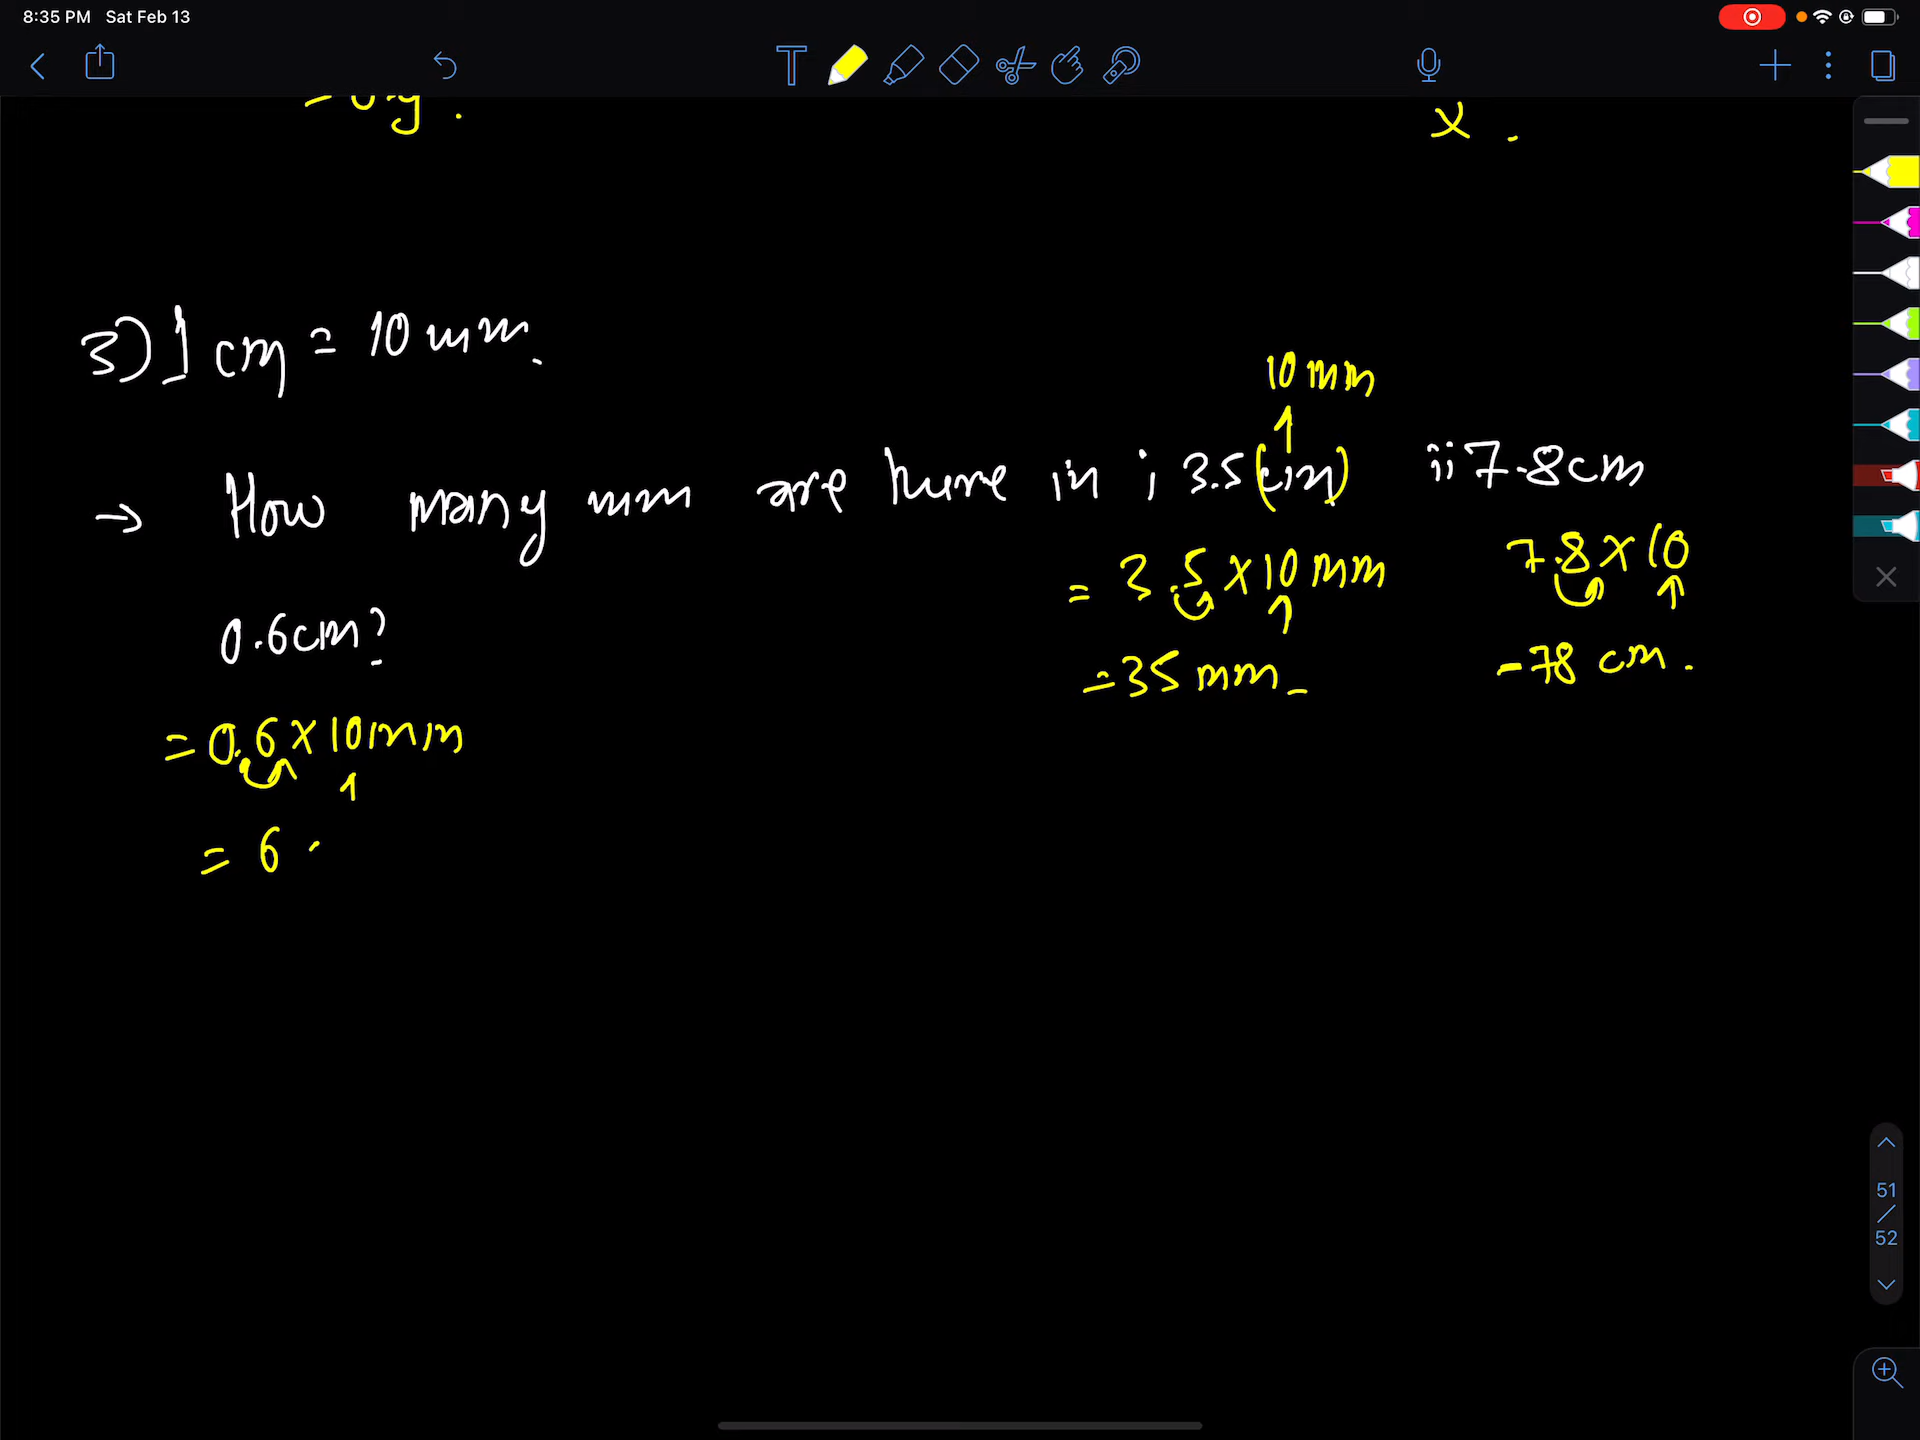 8:35 PM Sat Feb 13
x .
3) 1 cm = 10 mm.
10 mm
→ How many mm are here in i 3.5 (cm) ii 7.8cm
= 3.5 x 10 mm
7.8 x 10
0.6cm?
= 35 mm
- 78 cm.
= 0.6 x 10 mm
= 6
51
/
52